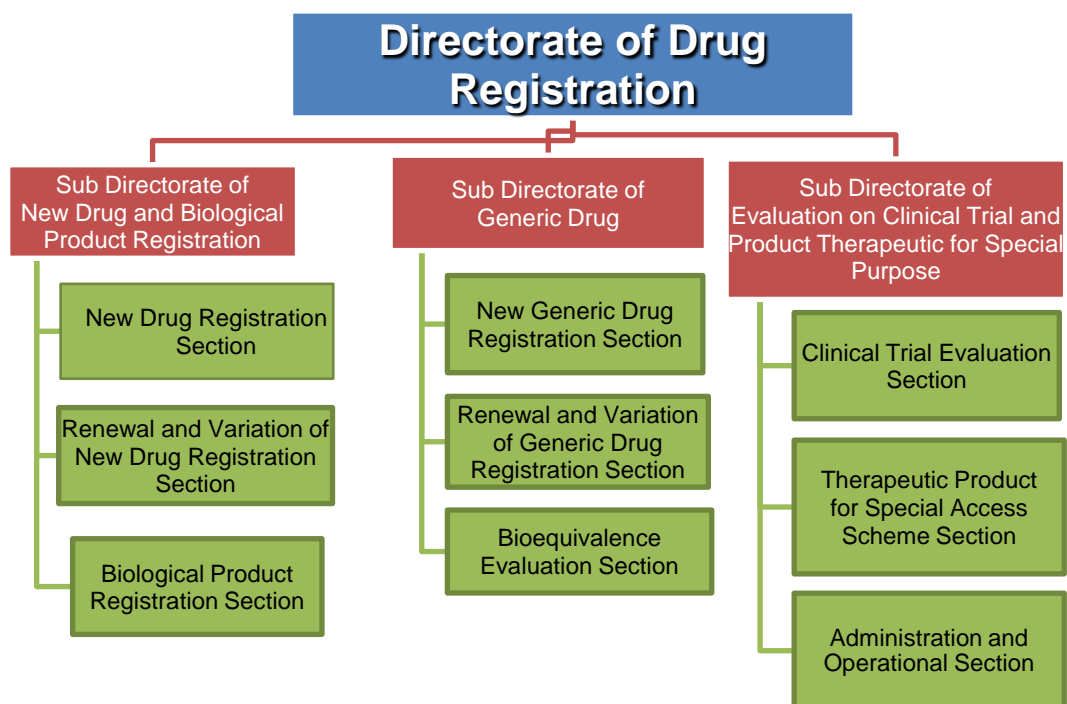 Directorate of Drug
Registration
Sub Directorate of
New Drug and Biological
Product Registration
New Drug Registration
Section
Renewal and Variation of
New Drug Registration
Section
Biological Product
Registration Section
Sub Directorate of
Generic Drug
New Generic Drug
Registration Section
Renewal and Variation
of Generic Drug
Registration Section
Bioequivalence
Evaluation Section
Sub Directorate of
Evaluation on Clinical Trial and
Product Therapeutic for Special
Purpose
Clinical Trial Evaluation
Section
Therapeutic Product
for Special Access
Scheme Section
Administration and
Operational Section